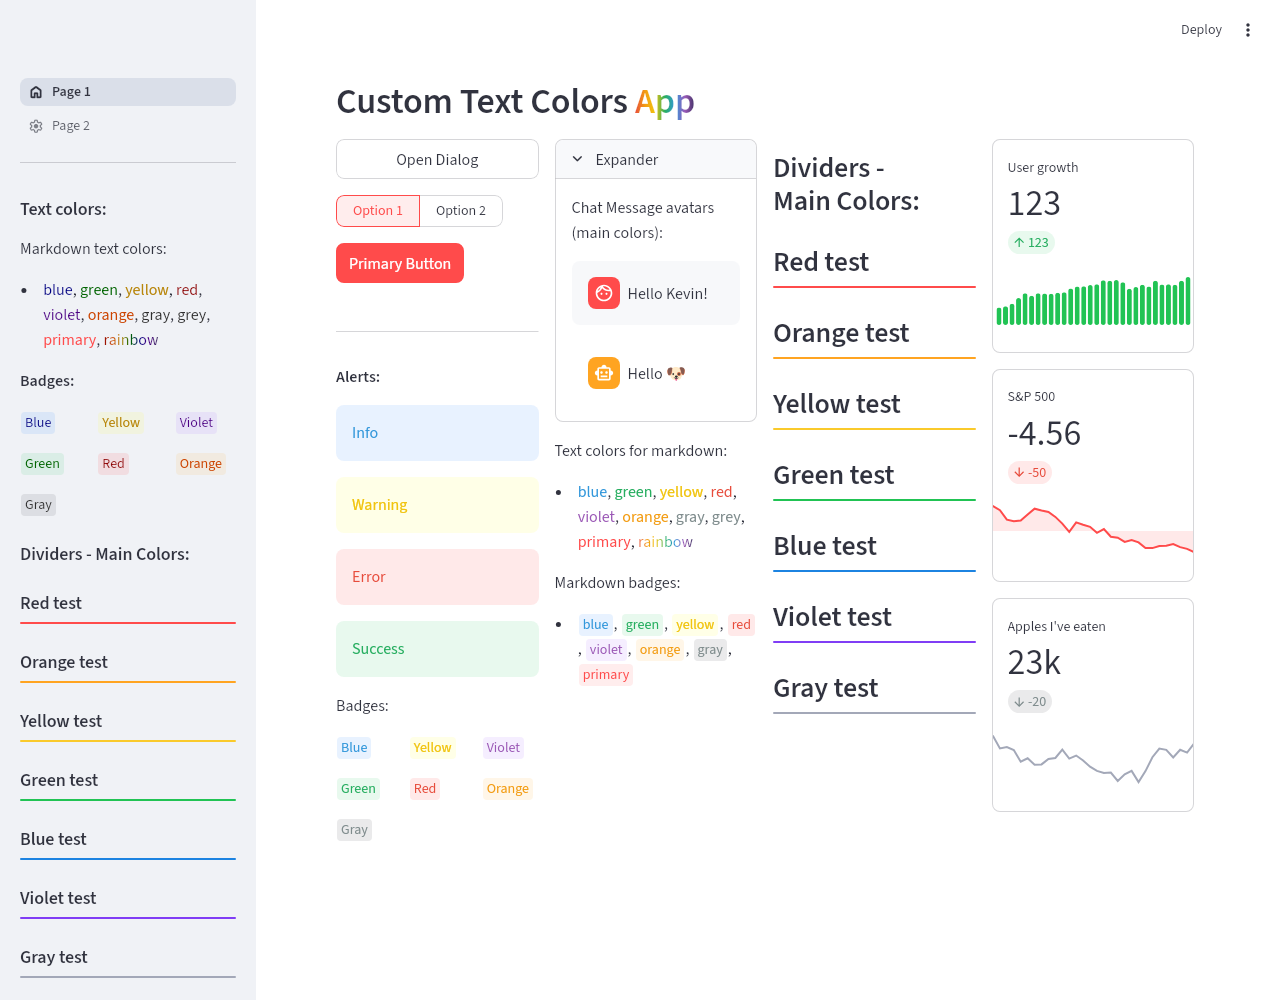 Deploy
Page 1
Page 2
Text colors:
Markdown text colors:
blue, green, yellow, red,
violet, orange, gray, grey,
primary, rainbow
Badges:
Blue Yellow Violet
Green Red Orange
Gray
Dividers - Main Colors:
Red test
Orange test
Yellow test
Green test
Blue test
Violet test
Gray test
Custom Text Colors App
Open Dialog
Option 1 Option 2
Primary Button
Alerts:
Info
Warning
Error
Success
Badges:
Blue Yellow Violet
Green Red Orange
Gray
Expander
Chat Message avatars
(main colors):
Hello Kevin!
Hello 🐶
Text colors for markdown:
blue, green, yellow, red,
violet, orange, gray, grey,
primary, rainbow
Markdown badges:
blue , green , yellow , red
, violet , orange , gray ,
primary
Dividers -
Main Colors:
Red test
Orange test
Yellow test
Green test
Blue test
Violet test
Gray test
User growth
123
↑ 123
S&P 500
-4.56
↓ -50
Apples I've eaten
23k
↓ -20